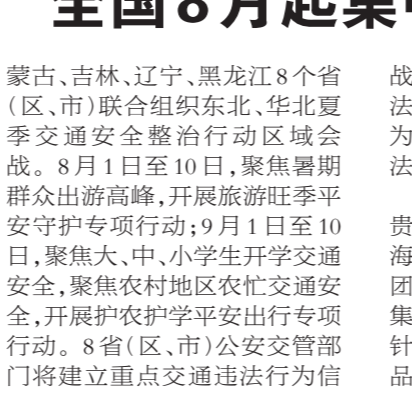 全国8月起集
蒙古、吉林、辽宁、黑龙江8个省
（区、市）联合组织东北、华北夏
季交通安全整治行动区域会
战。8月1日至10日，聚焦暑期
群众出游高峰，开展旅游旺季平
安守护专项行动；9月1日至10
日，聚焦大、中、小学生开学交通
安全，聚焦农村地区农忙交通安
全，开展护农护学平安出行专项
行动。8省（区、市）公安交管部
门将建立重点交通违法行为信
战
法
为
法
贵
海
团
集
针
品